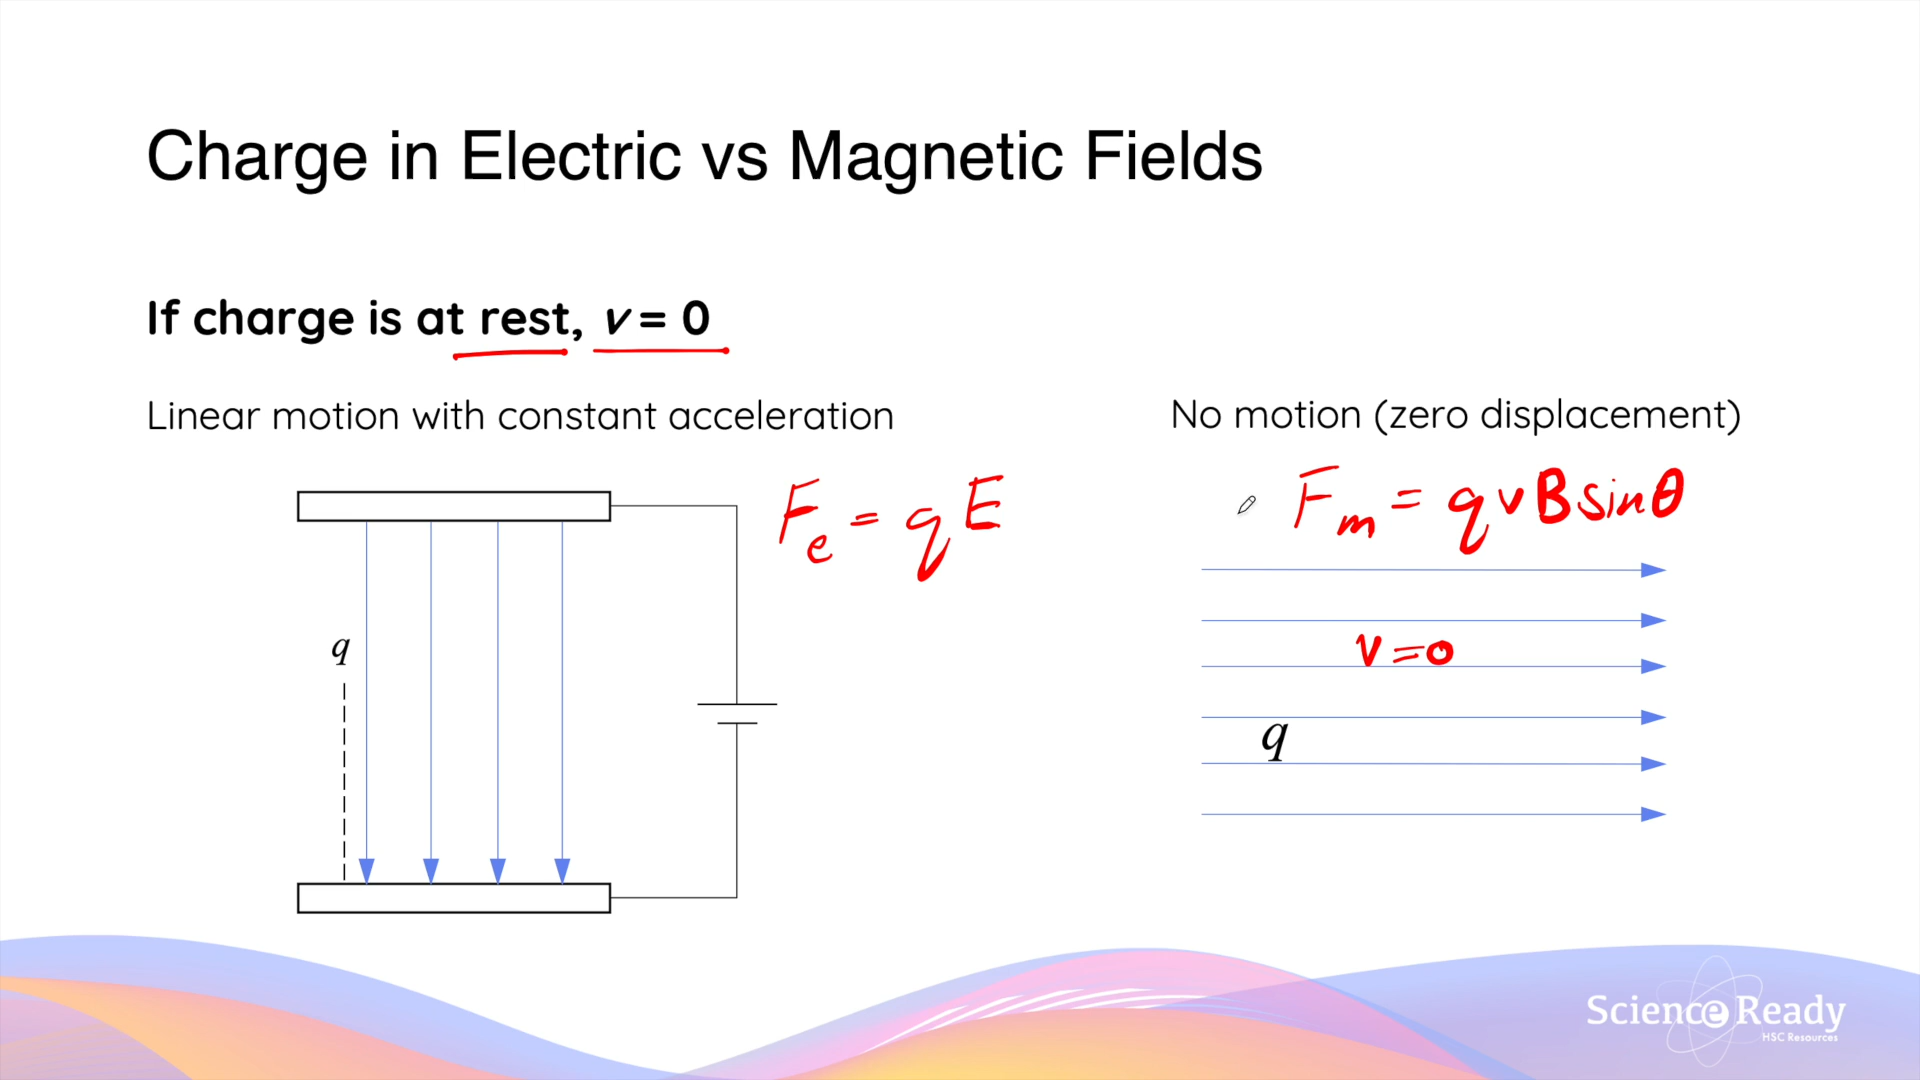 Charge in Electric vs Magnetic Fields
If charge is at rest, v = 0
Linear motion with constant acceleration
No motion (zero displacement)
Fe = qE
Fm = qvBsinθ
q
v=0
q
Science Ready
HSC Resources